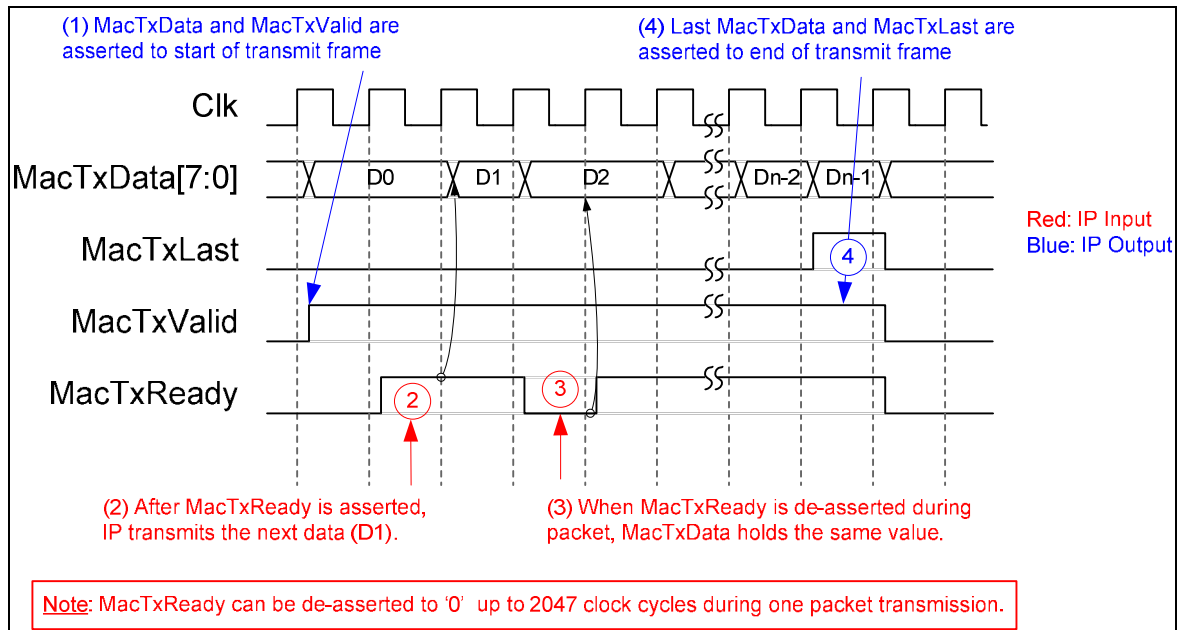 (1) MacTxData and MacTxValid are
asserted to start of transmit frame
(4) Last MacTxData and MacTxLast are
asserted to end of transmit frame
Clk
MacTxData[7:0]
D0
D1
D2
Dn-2
Dn-1
Red: IP Input
Blue: IP Output
MacTxLast
4
MacTxValid
MacTxReady
2
3
(2) After MacTxReady is asserted,
IP transmits the next data (D1).
(3) When MacTxReady is de-asserted during
packet, MacTxData holds the same value.
Note: MacTxReady can be de-asserted to ‘0’ up to 2047 clock cycles during one packet transmission.